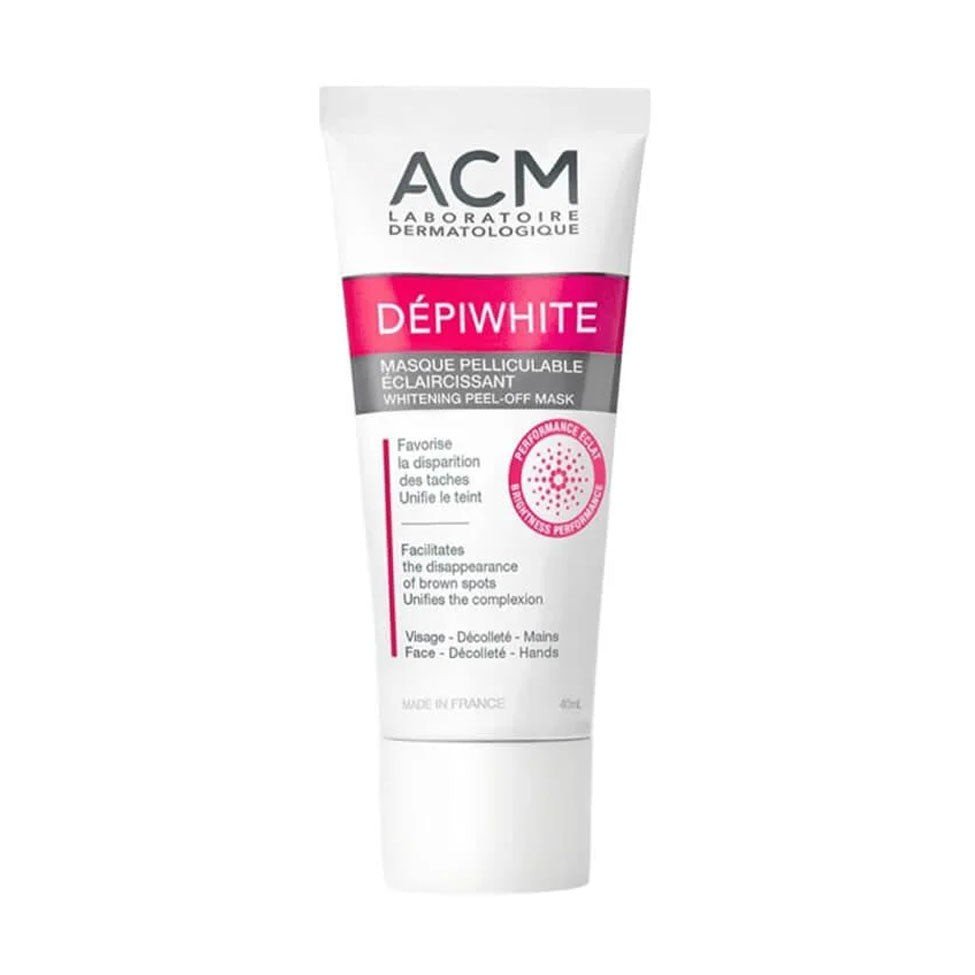 ACM
LABORATOIRE
DERMATOLOGIQUE
DÉPIWHITE
MASQUE PELLICULABLE
ÉCLAIRCISSANT
WHITENING PEEL-OFF MASK
PERFORMANCE ÉCLAT
BRIGHTNESS PERFORMANCE
Favorise
la disparition
des taches
Unifie le teint
Facilitates
the disappearance
of brown spots
Unifies the complexion
Visage - Décolleté - Mains
Face - Décolleté - Hands
MADE IN FRANCE
40mL